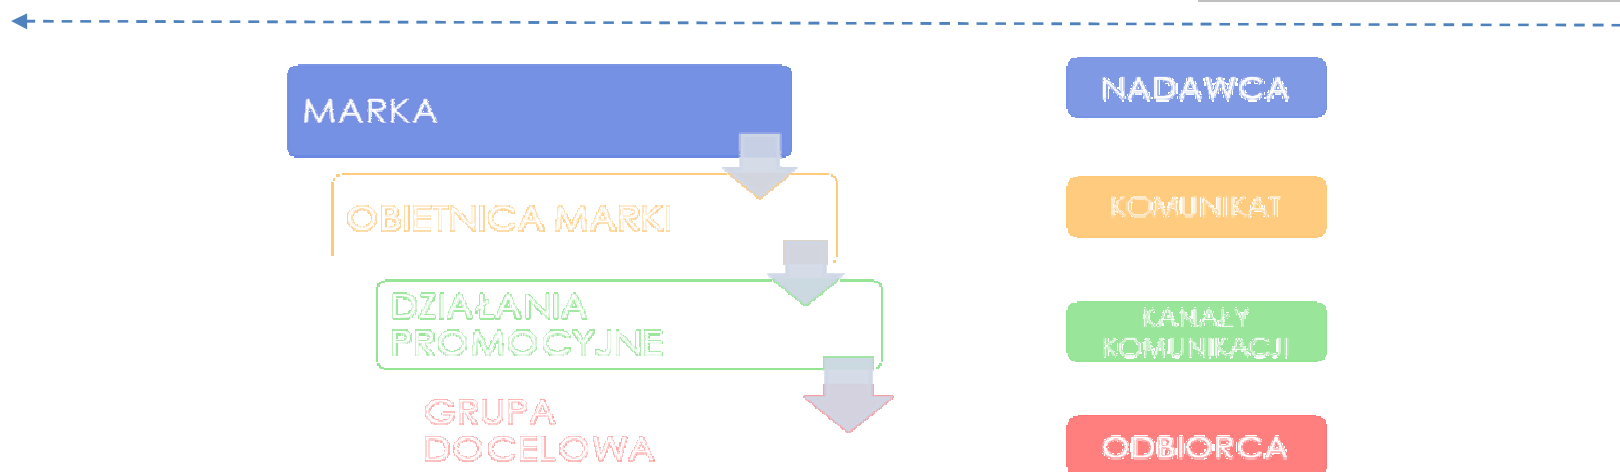 MARKA
NADAWCA
OBIETNICA MARKI
KOMUNIKAT
DZIAŁANIA
PROMOCYJNE
KANAŁY
KOMUNIKACJI
GRUPA
DOCELOWA
ODBIORCA